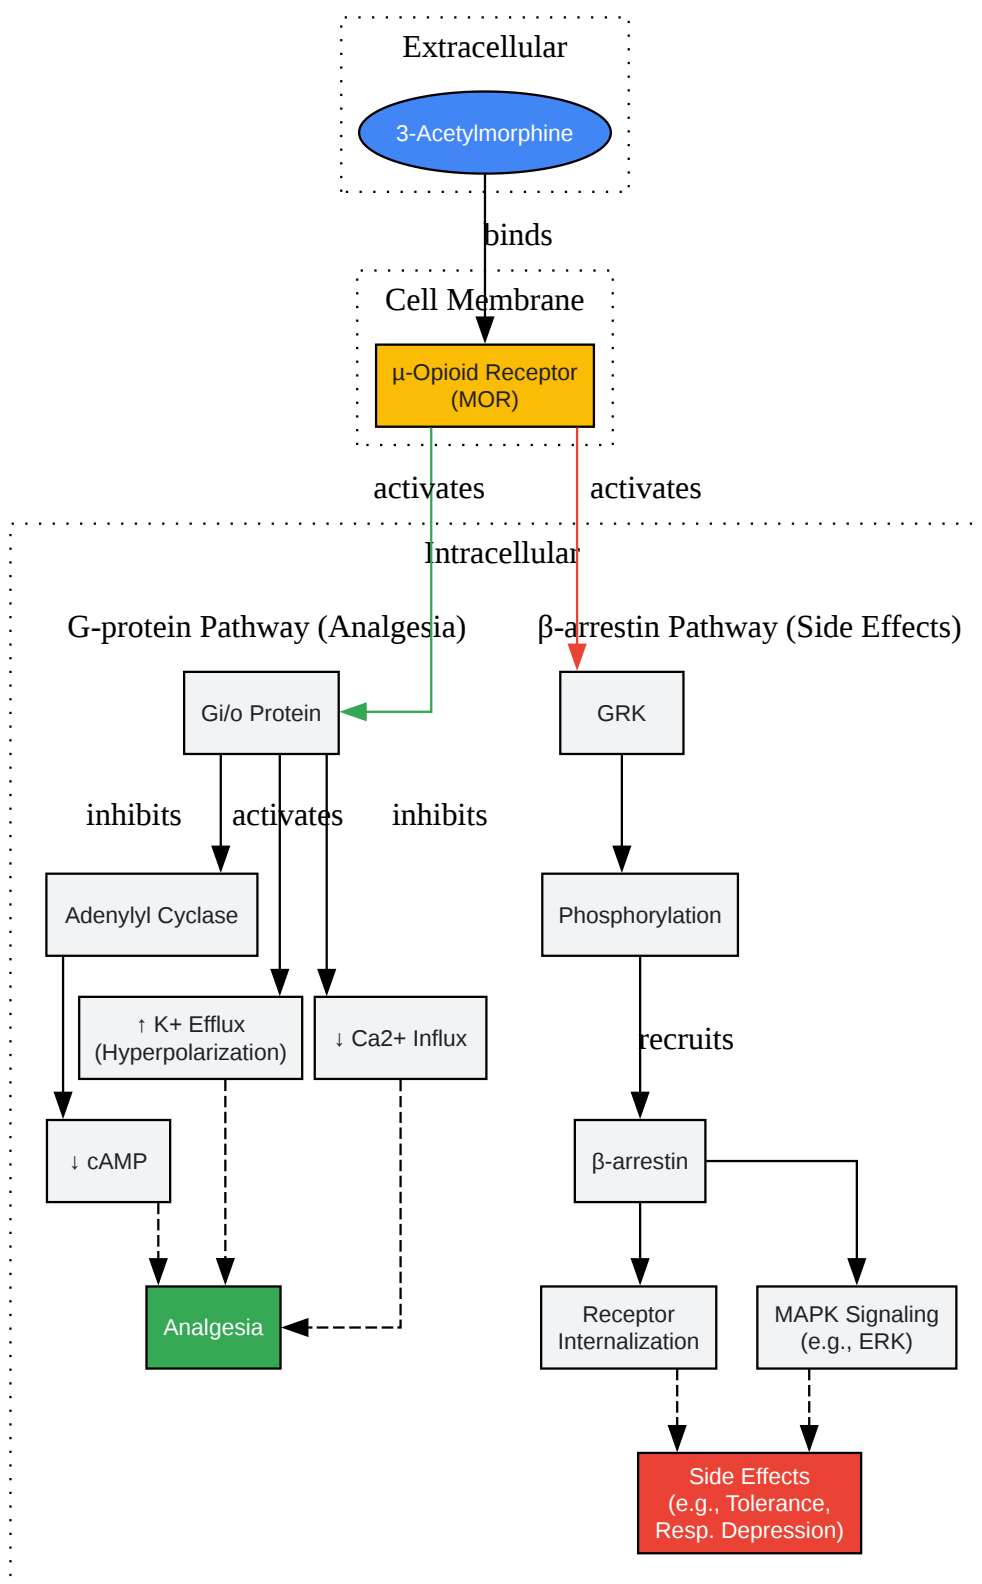 Extracellular
3-Acetylmorphine
binds
Cell Membrane
µ-Opioid Receptor
(MOR)
activates
activates
Intracellular
G-protein Pathway (Analgesia)
β-arrestin Pathway (Side Effects)
Gi/o Protein
GRK
inhibits
activates
inhibits
Adenylyl Cyclase
Phosphorylation
↑ K+ Efflux
(Hyperpolarization)
↓ Ca2+ Influx
recruits
↓ cAMP
β-arrestin
Analgesia
Receptor
Internalization
MAPK Signaling
(e.g., ERK)
Side Effects
(e.g., Tolerance,
Resp. Depression)